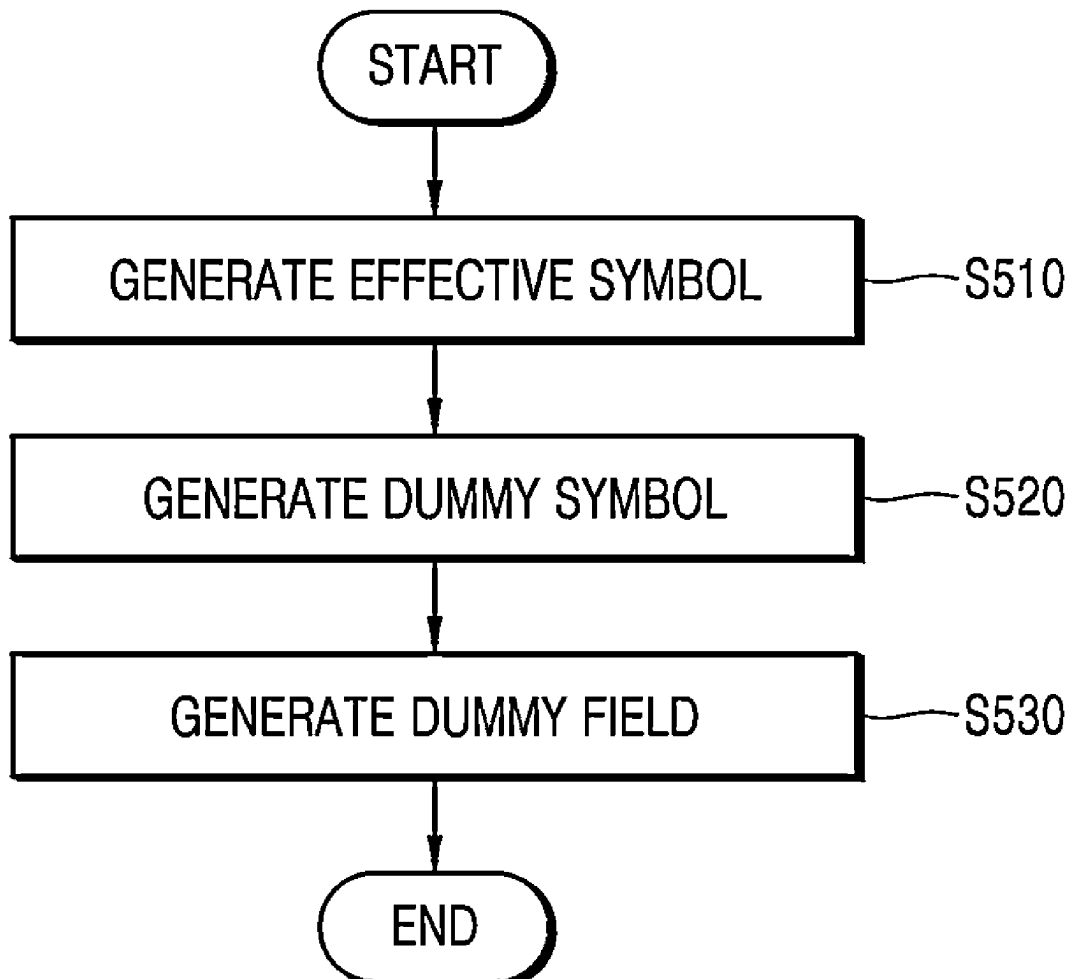 START
GENERATE EFFECTIVE SYMBOL S510
GENERATE DUMMY SYMBOL S520
GENERATE DUMMY FIELD S530
END